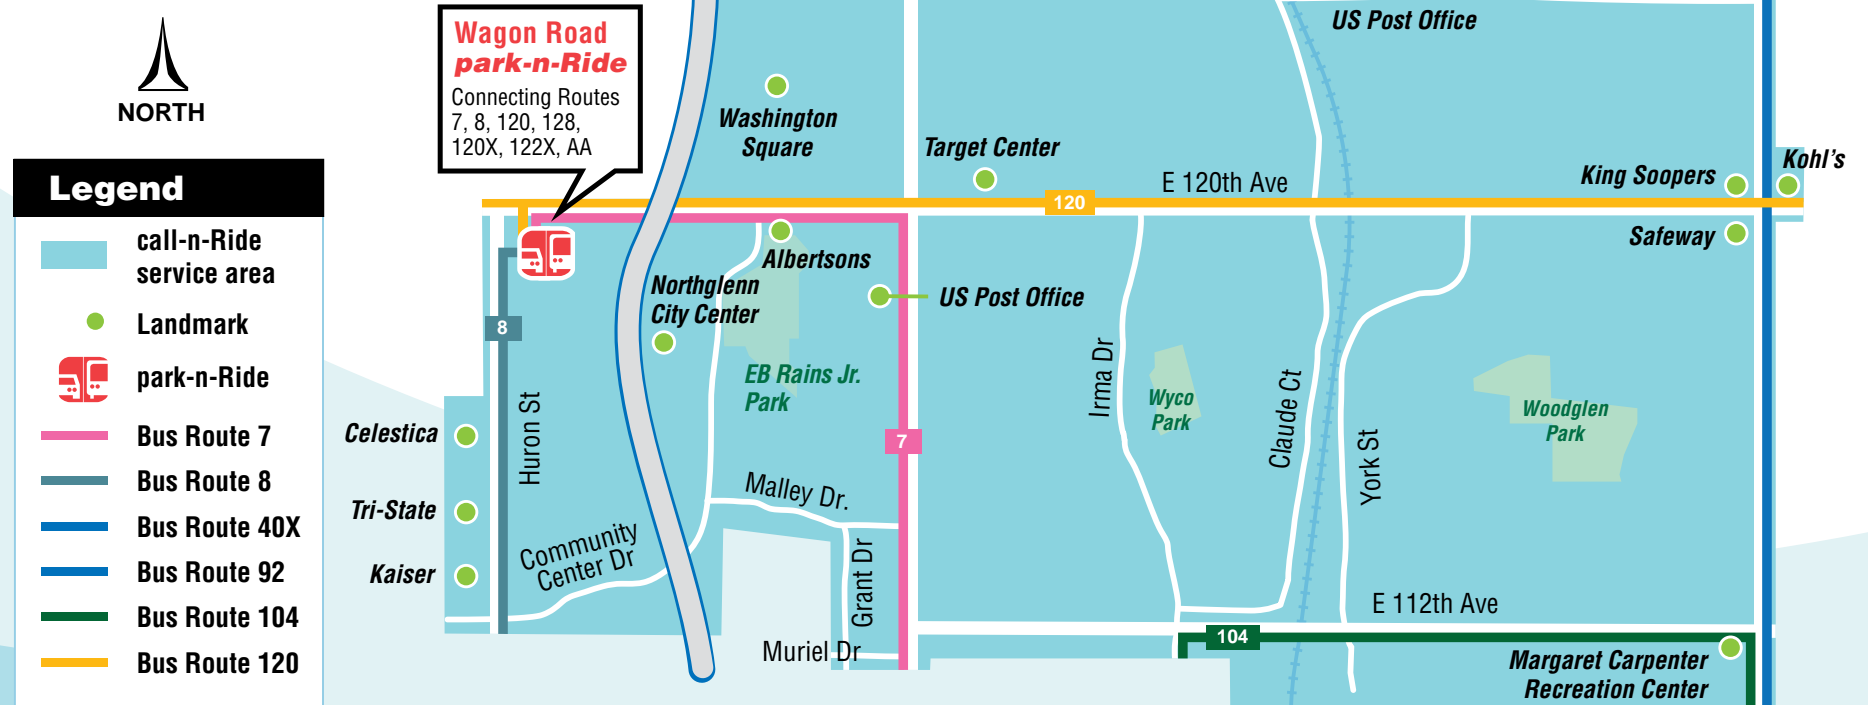 NORTH
Legend
call-n-Ride
service area
Landmark
park-n-Ride
Bus Route 7
Bus Route 8
Bus Route 40X
Bus Route 92
Bus Route 104
Bus Route 120
Wagon Road
park-n-Ride
Connecting Routes
7, 8, 120, 128,
120X, 122X, AA
US Post Office
Washington
Square
Target Center
E 120th Ave
120
King Soopers
Kohl's
Safeway
Albertsons
Northglenn
City Center
US Post Office
8
EB Rains Jr.
Park
Huron St
7
Irma Dr
Wyco
Park
Claude Ct
York St
Woodglen
Park
Celestica
Tri-State
Kaiser
Malley Dr.
Community
Center Dr
Grant Dr
Muriel Dr
E 112th Ave
104
Margaret Carpenter
Recreation Center